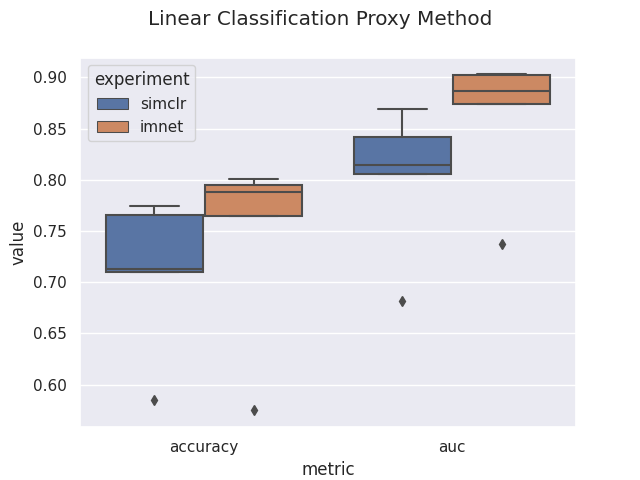 Linear Classification Proxy Method
experiment
simclr
imnet
0.90
0.85
0.80
0.75
0.70
0.65
0.60
value
accuracy
auc
metric